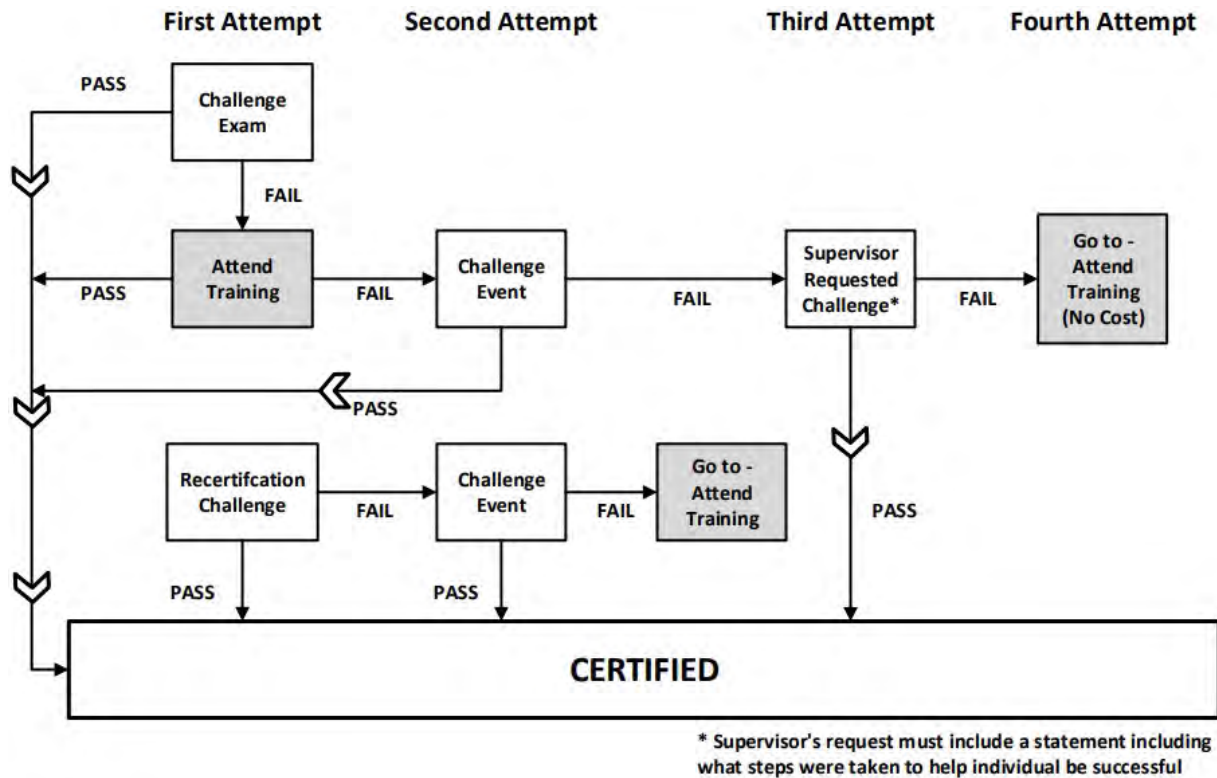 First Attempt
Second Attempt
Third Attempt
Fourth Attempt
PASS
Challenge
Exam
FAIL
Attend
Training
PASS
FAIL
Challenge
Event
FAIL
Supervisor
Requested
Challenge*
FAIL
Go to -
Attend
Training
(No Cost)
PASS
Recertifcation
Challenge
FAIL
Challenge
Event
FAIL
Go to -
Attend
Training
PASS
PASS
PASS
CERTIFIED
* Supervisor's request must include a statement including
what steps were taken to help individual be successful